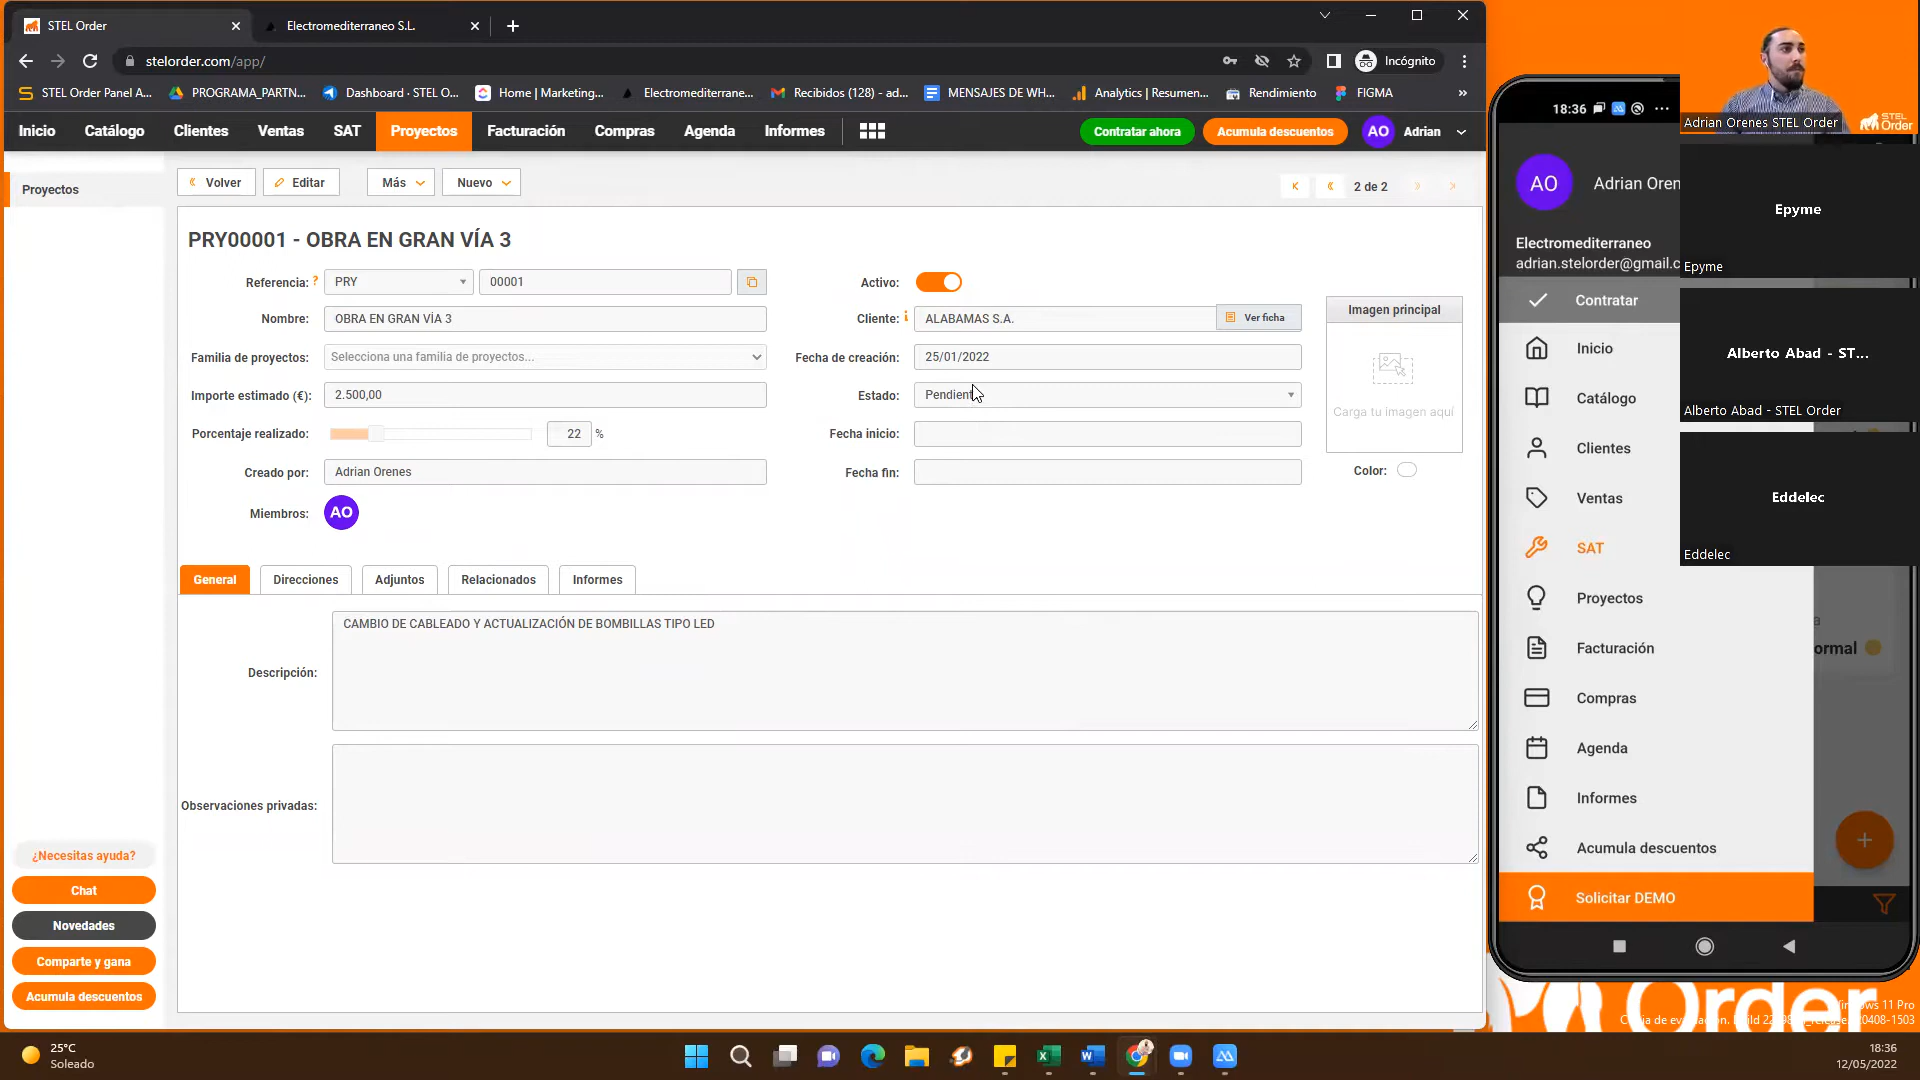 STEL Order
Electromediterraneo S.L.
stelorder.com/app/
Incógnito
STEL Order Panel A...
PROGRAMA_PARTN...
Dashboard · STEL O...
Home | Marketing...
Electromediterrane...
Recibidos (128) - ad...
MENSAJES DE WH...
Analytics | Resumen...
Rendimiento
FIGMA
»
Inicio
Catálogo
Clientes
Ventas
SAT
Proyectos
Facturación
Compras
Agenda
Informes
Contratar ahora
Acumula descuentos
AO
Adrian
Proyectos
Volver
Editar
Más
Nuevo
2 de 2
PRY00001 - OBRA EN GRAN VÍA 3
Referencia: ?
PRY
00001
Nombre:
OBRA EN GRAN VÍA 3
Familia de proyectos:
Selecciona una familia de proyectos...
Importe estimado (€):
2.500,00
Porcentaje realizado:
22
%
Creado por:
Adrian Orenes
Miembros:
AO
Activo:
Cliente:
ALABAMAS S.A.
Ver ficha
Fecha de creación:
25/01/2022
Estado:
Fecha inicio:
Fecha fin:
Imagen principal
Carga tu imagen aquí
Color:
General
Direcciones
Adjuntos
Relacionados
Informes
Descripción:
CAMBIO DE CABLEADO Y ACTUALIZACIÓN DE BOMBILLAS TIPO LED
Observaciones privadas:
¿Necesitas ayuda?
Chat
Novedades
Comparte y gana
Acumula descuentos
18:36
AO
Adrian
Electromediterraneo
Contratar
Inicio
Catálogo
Clientes
Ventas
SAT
Proyectos
Facturación
Compras
Agenda
Informes
Acumula descuentos
Solicitar DEMO
Adrian Orenes STEL Order
STEL
Order
Epyme
Epyme
Alberto Abad - ST...
Alberto Abad - STEL Order
Eddelec
Eddelec
Order
11 Pro
25°C
Soleado
18:36
12/05/2022